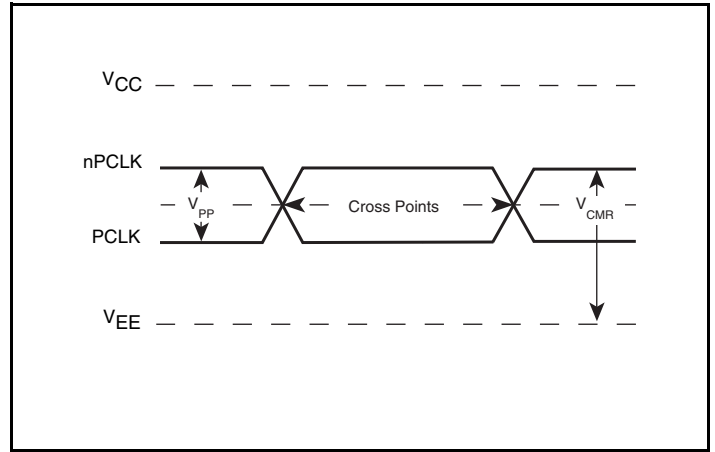 VCC
nPCLK
VPP
Cross Points
VCMR
PCLK
VEE